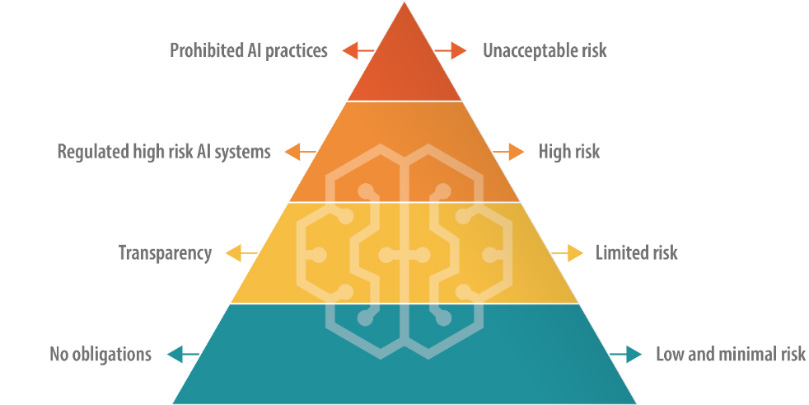 Prohibited AI practices
Unacceptable risk
Regulated high risk AI systems
High risk
Transparency
Limited risk
No obligations
Low and minimal risk